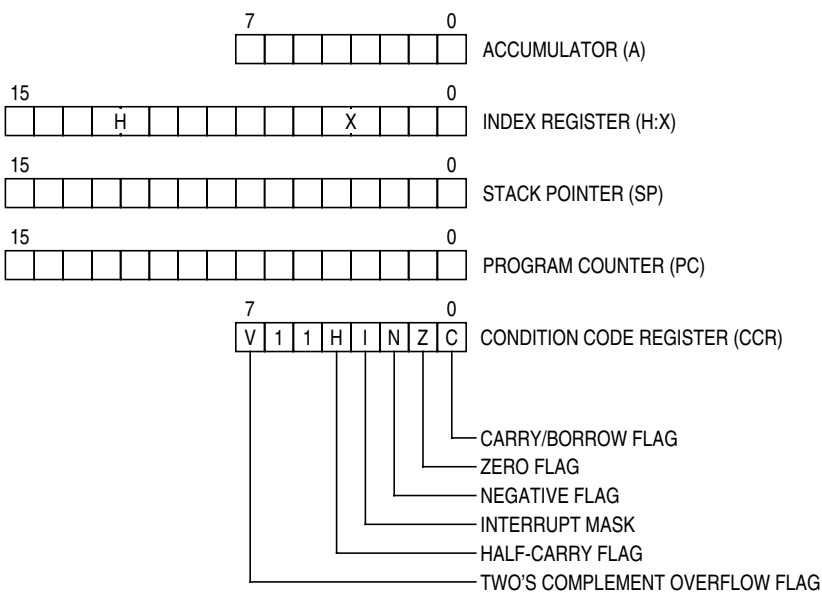 7 0
ACCUMULATOR (A)
15 0
H X INDEX REGISTER (H:X)
15 0
STACK POINTER (SP)
15 0
PROGRAM COUNTER (PC)
7 0
V 1 1 H I N Z C CONDITION CODE REGISTER (CCR)
CARRY/BORROW FLAG
ZERO FLAG
NEGATIVE FLAG
INTERRUPT MASK
HALF-CARRY FLAG
TWO'S COMPLEMENT OVERFLOW FLAG